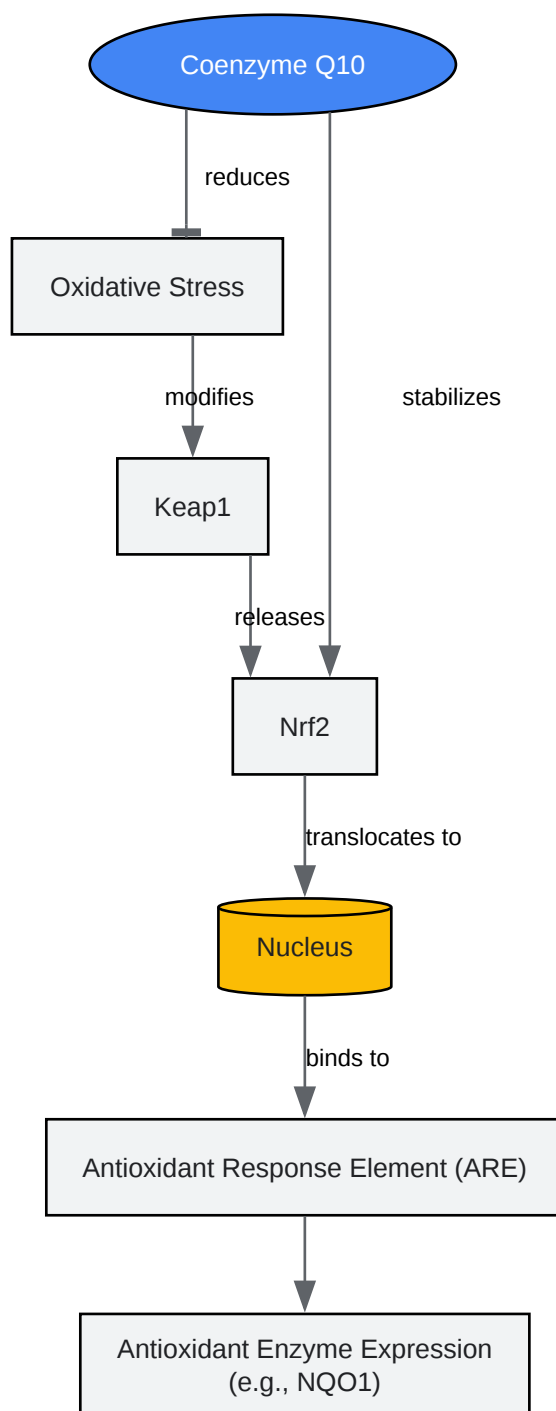 Coenzyme Q10
reduces
Oxidative Stress
modifies
stabilizes
Keap1
releases
Nrf2
translocates to
Nucleus
binds to
Antioxidant Response Element (ARE)
Antioxidant Enzyme Expression
(e.g., NQO1)